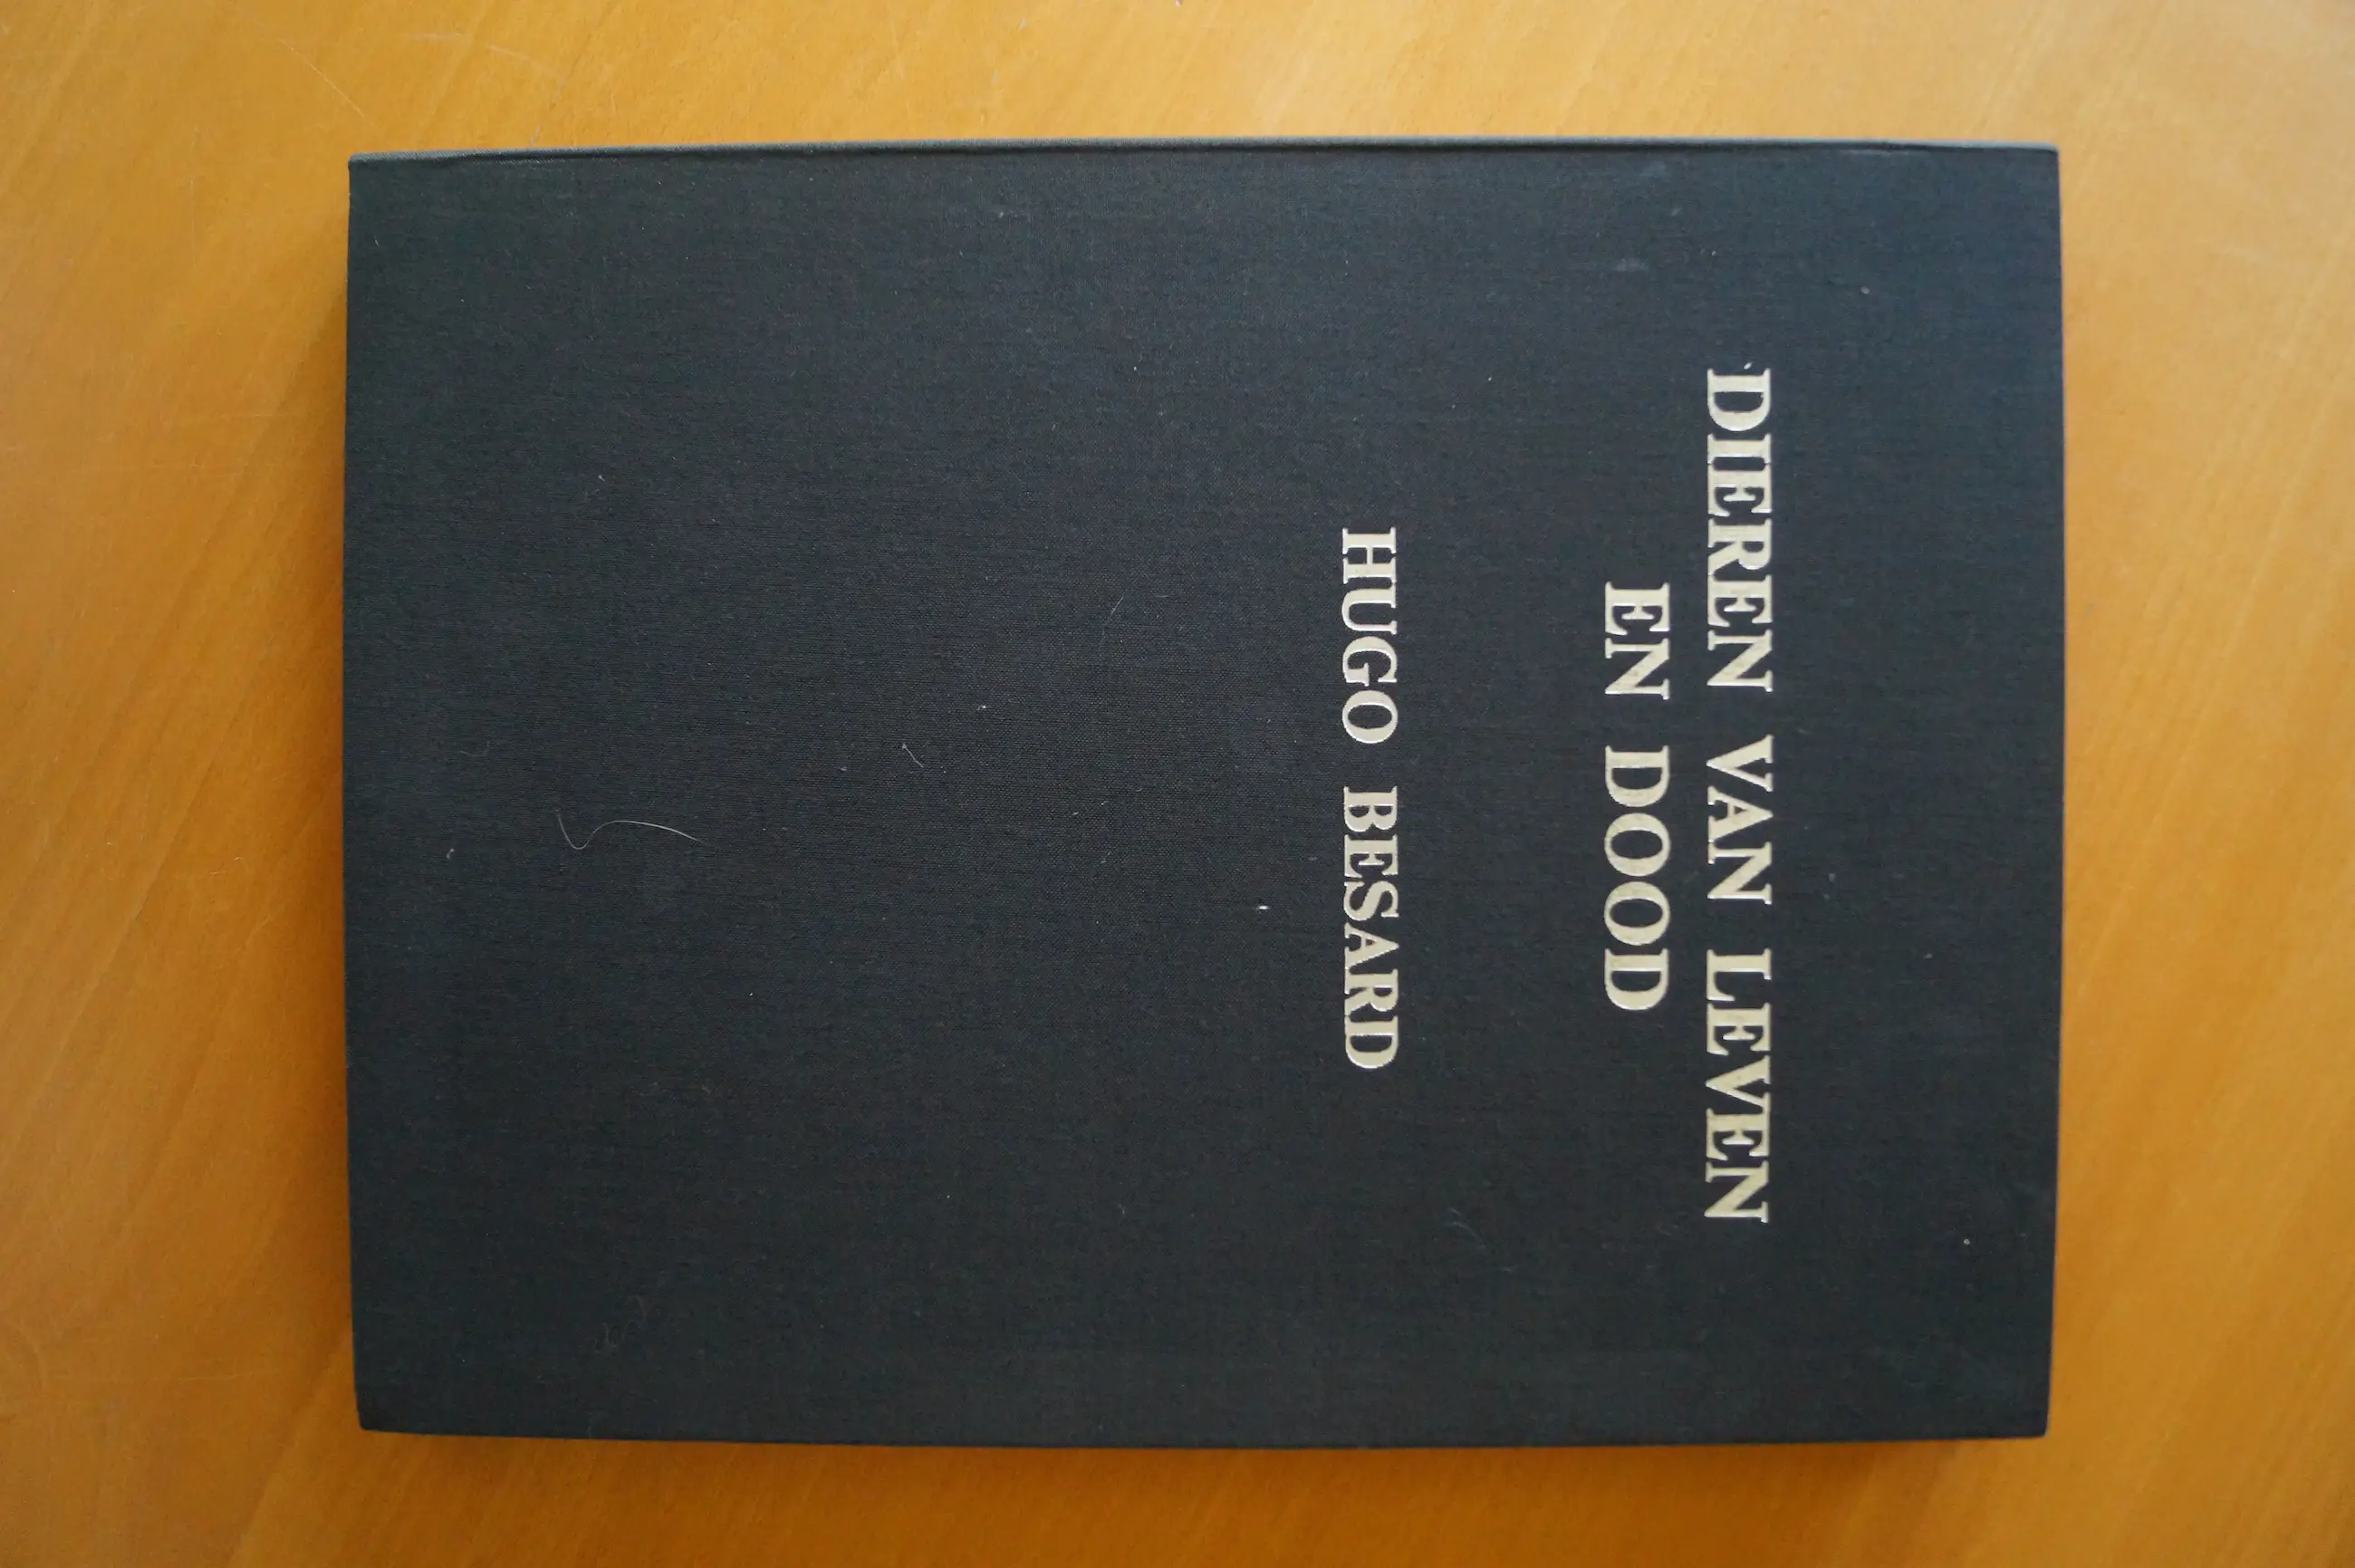 DIEREN VAN LEVEN
EN DOOD
HUGO BESARD